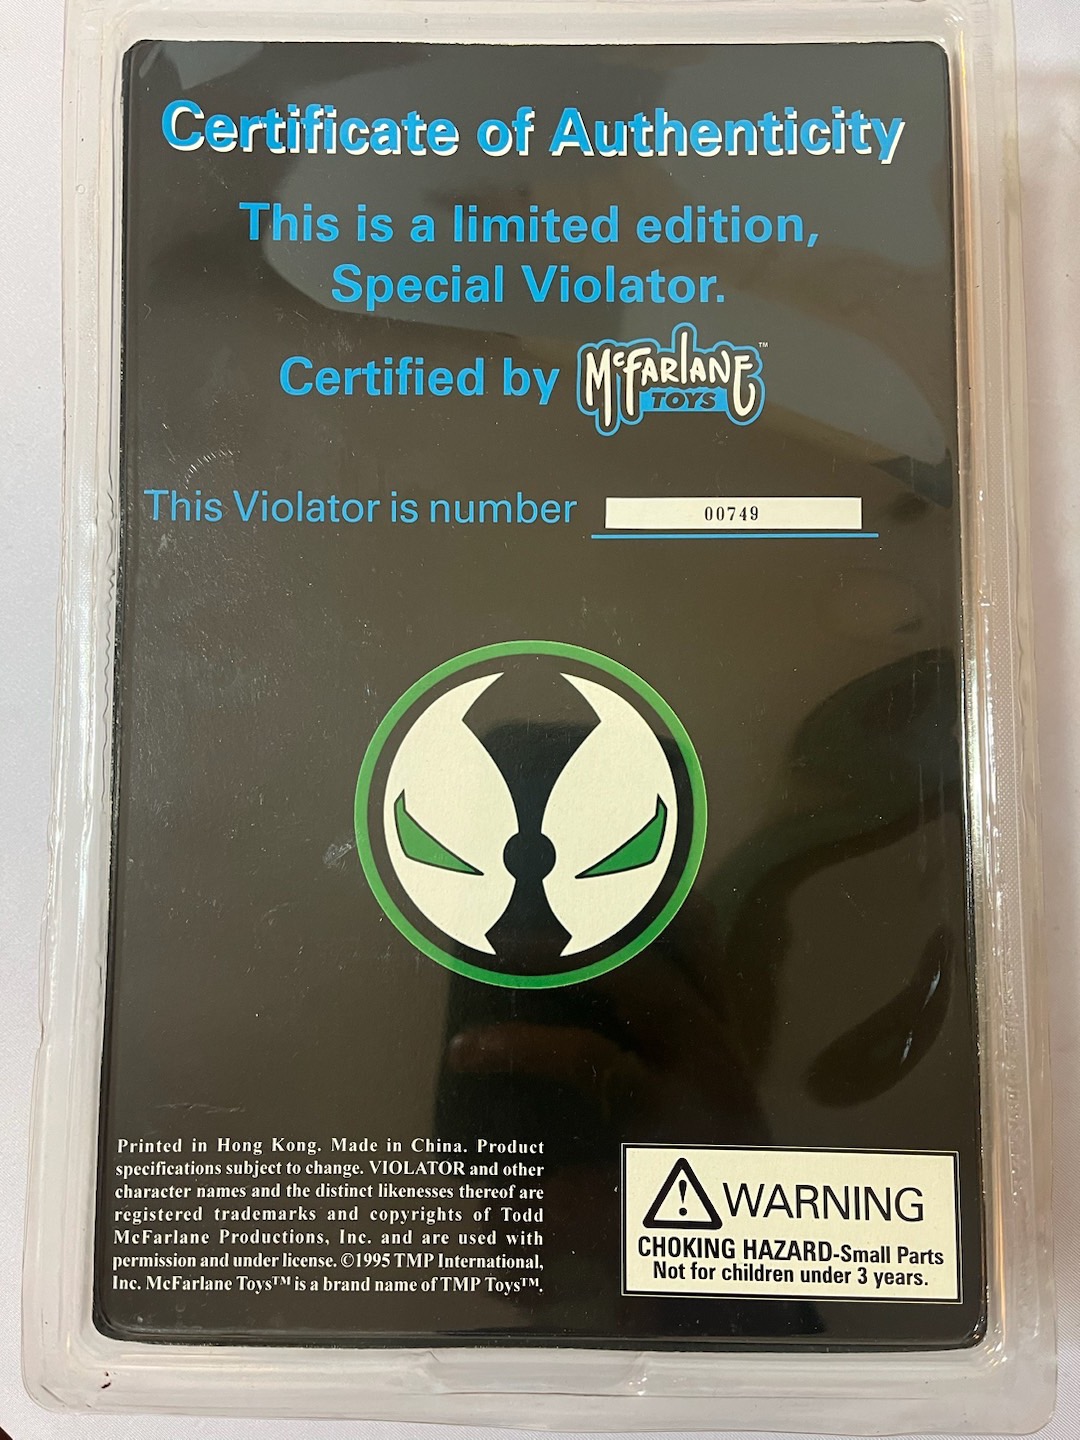 Certificate of Authenticity
This is a limited edition,
Special Violator.
Certified by McFARLANE TOYS™
This Violator is number 00749
Printed in Hong Kong. Made in China. Product
specifications subject to change. VIOLATOR and other
character names and the distinct likenesses thereof are
registered trademarks and copyrights of Todd
McFarlane Productions, Inc. and are used with
permission and under license. ©1995 TMP International,
Inc. McFarlane Toys™ is a brand name of TMP Toys™.
WARNING
CHOKING HAZARD-Small Parts
Not for children under 3 years.